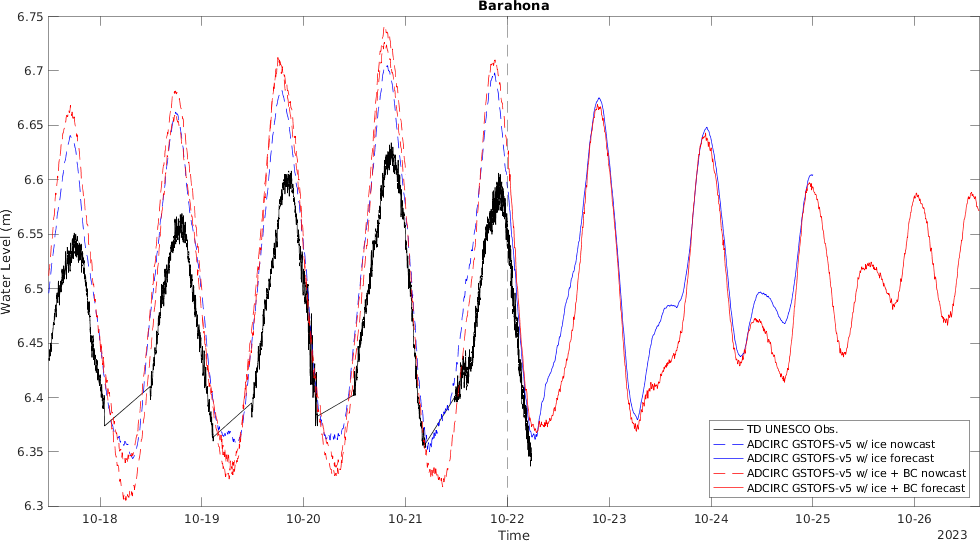 Barahona
Water Level (m)
6.75
6.7
6.65
6.6
6.55
6.5
6.45
6.4
6.35
6.3
10-18
10-19
10-20
10-21
10-22
10-23
10-24
10-25
10-26
Time
2023
TD UNESCO Obs.
ADCIRC GSTOFS-v5 w/ ice nowcast
ADCIRC GSTOFS-v5 w/ ice forecast
ADCIRC GSTOFS-v5 w/ ice + BC nowcast
ADCIRC GSTOFS-v5 w/ ice + BC forecast